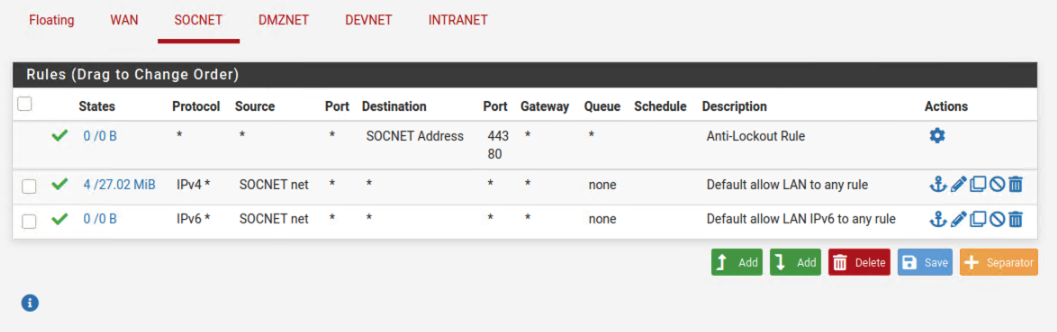 Floating WAN SOCNET DMZNET DEVNET INTRANET
Rules (Drag to Change Order)
States Protocol Source Port Destination Port Gateway Queue Schedule Description Actions
0 /0 B * * * SOCNET Address 443 * * Anti-Lockout Rule
80
4 /27.02 MiB IPv4 * SOCNET net * * * * none Default allow LAN to any rule
0 /0 B IPv6 * SOCNET net * * * * none Default allow LAN IPv6 to any rule
Add Add Delete Save Separator